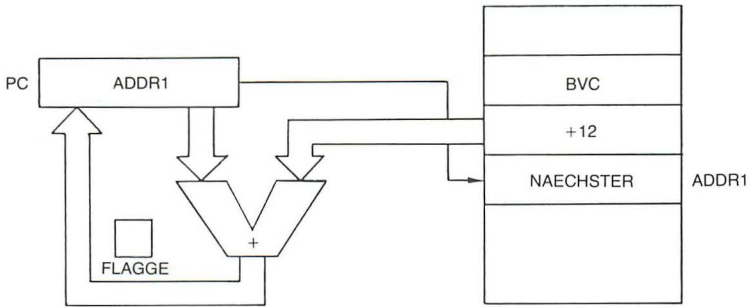 PC
ADDR1
BVC
+12
NAECHSTER
ADDR1
+
FLAGGE